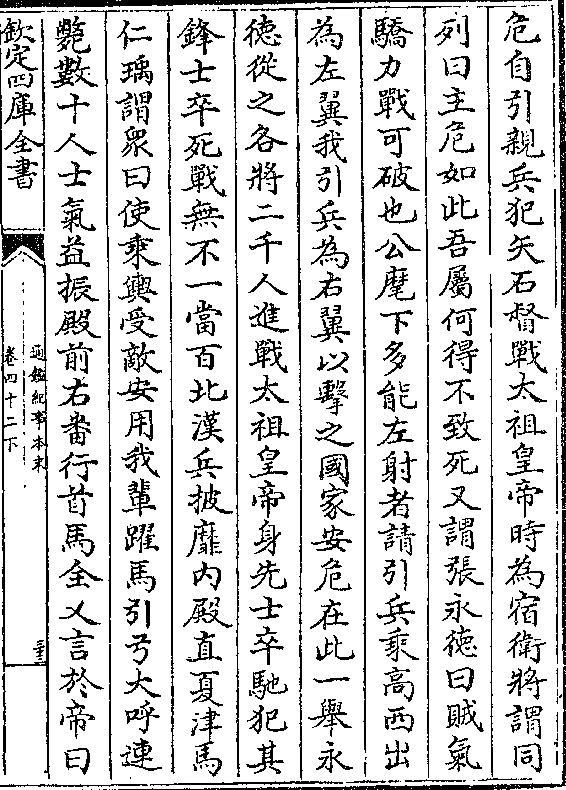 危自引親兵犯矢石督戰太祖皇帝時為宿衛將謂同
列曰主危如此吾屬何得不致死又謂張永德曰賊氣
驕力戰可破也公麾下多能左射者請引兵乘高西出
為左翼我引兵為右翼以擊之國家安危在此一舉永
德從之各將二千人進戰太祖皇帝身先士卒馳犯其
鋒士卒死戰無不一當百北漢兵披靡内殿直夏津馬
仁瑀謂眾曰使乘輿受敵安用我輩躍馬引弓大呼連
斃數十人士氣益振殿前右番行首馬全乂言於帝曰
欽定四庫全書
通鑑紀事本末
卷四十二下